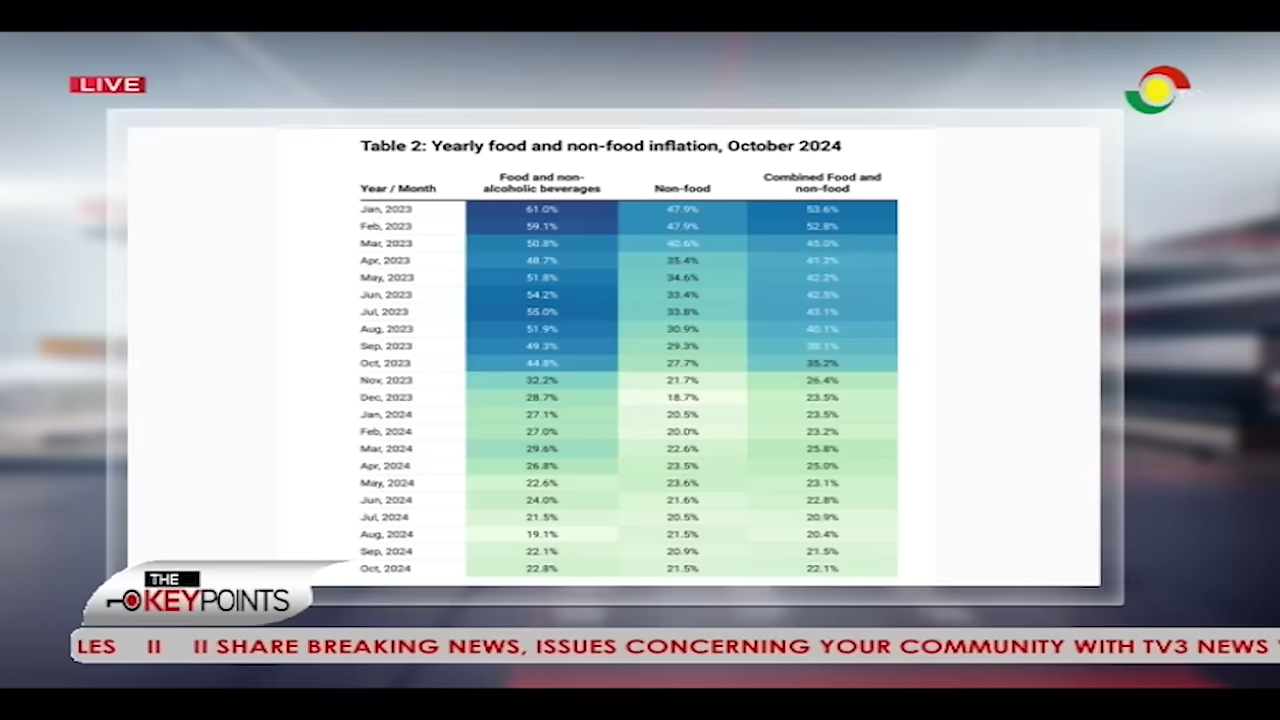 LIVE
Table 2: Yearly food and non-food inflation, October 2024
Food and non- Combined Food and
Year / Month alcoholic beverages Non-food non-food
Jan, 2023 61.0% 47.9% 53.6%
Feb, 2023 59.1% 47.9% 52.8%
Mar, 2023 50.8% 40.6% 45.0%
Apr, 2023 48.7% 35.4% 41.2%
May, 2023 51.8% 34.6% 42.2%
Jun, 2023 54.2% 33.4% 42.5%
Jul, 2023 55.0% 33.8% 43.1%
Aug, 2023 51.9% 30.9% 40.1%
Sep, 2023 49.3% 29.3% 38.1%
Oct, 2023 44.8% 27.7% 35.2%
Nov, 2023 32.2% 21.7% 26.4%
Dec, 2023 28.7% 18.7% 23.5%
Jan, 2024 27.1% 20.5% 23.5%
Feb, 2024 27.0% 20.0% 23.2%
Mar, 2024 29.6% 22.6% 25.8%
Apr, 2024 26.8% 23.5% 25.0%
May, 2024 22.6% 23.6% 23.1%
Jun, 2024 24.0% 21.6% 22.8%
Jul, 2024 21.5% 20.5% 20.9%
Aug, 2024 19.1% 21.5% 20.4%
Sep, 2024 22.1% 20.9% 21.5%
Oct, 2024 22.8% 21.5% 22.1%
THE
KEYPOINTS
LES II II SHARE BREAKING NEWS, ISSUES CONCERNING YOUR COMMUNITY WITH TV3 NEWS